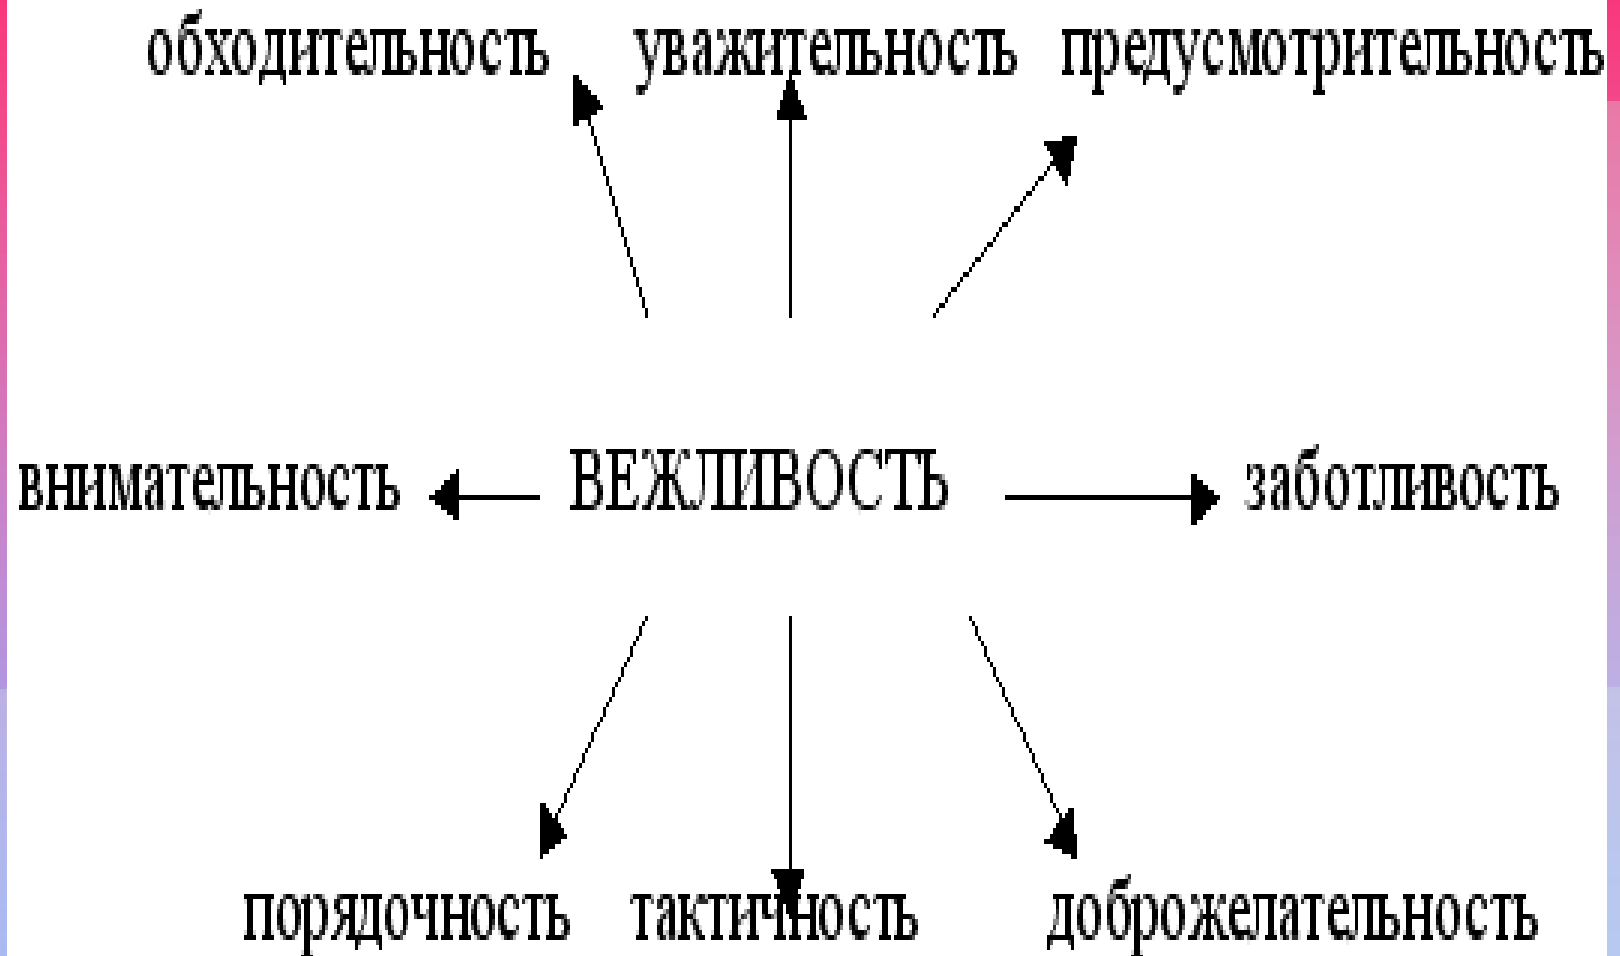 обходительность уважительность предусмотрительность
внимательность ВЕЖЛИВОСТЬ заботливость
порядочность тактичность доброжелательность